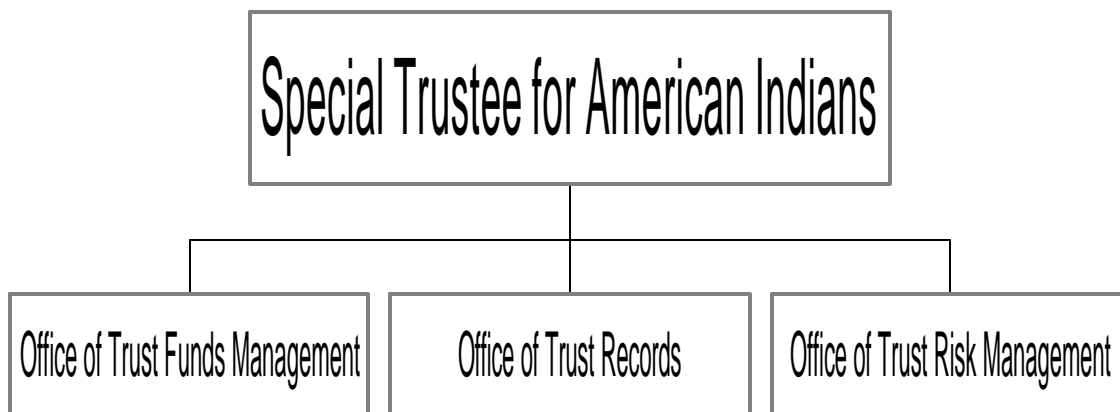 Special Trustee for American Indians
Office of Trust Funds Management
Office of Trust Records
Office of Trust Risk Management